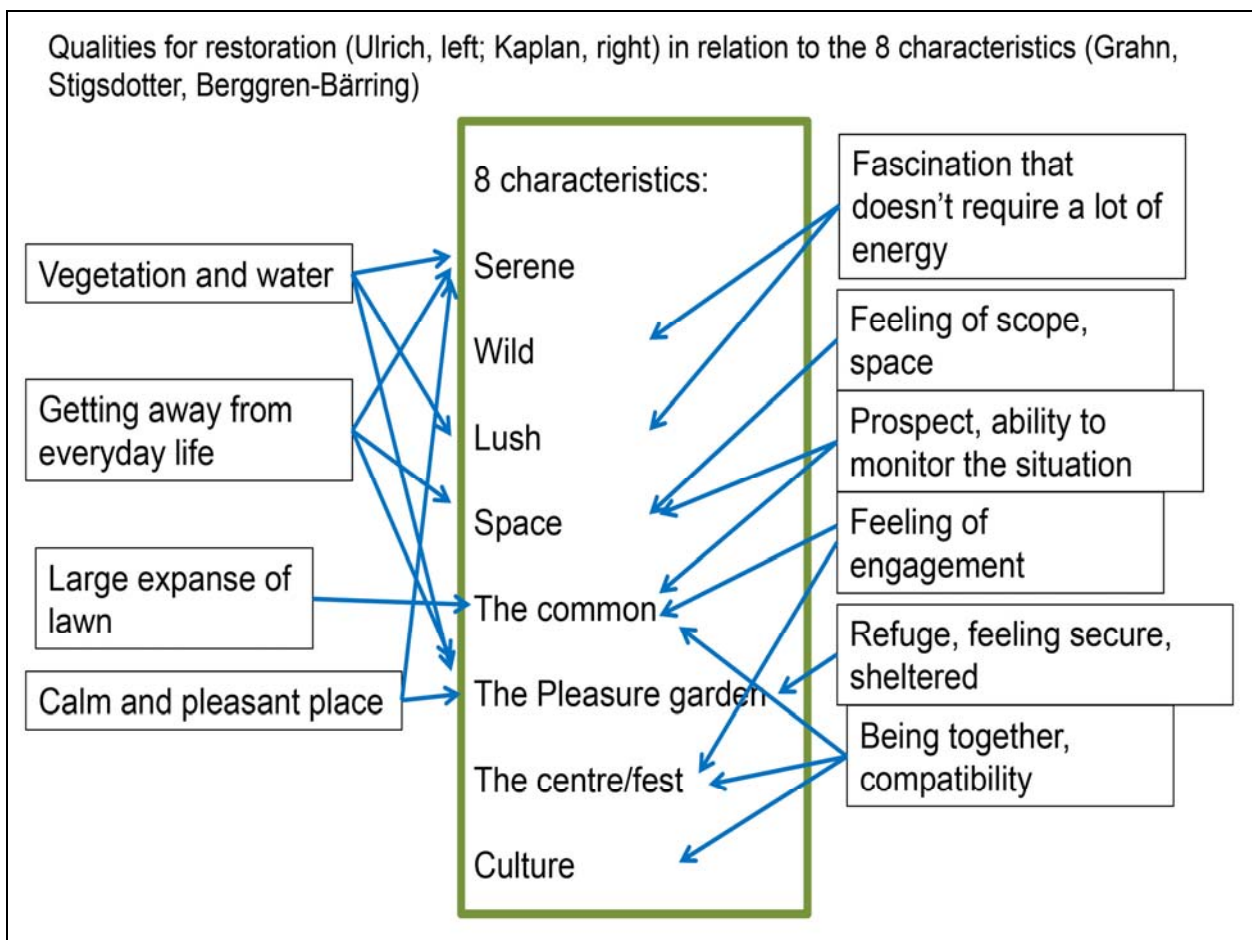 Qualities for restoration (Ulrich, left; Kaplan, right) in relation to the 8 characteristics (Grahn,
Stigsdotter, Berggren-Bärring)
Vegetation and water
Getting away from
everyday life
Large expanse of
lawn
Calm and pleasant place
8 characteristics:
Serene
Wild
Lush
Space
The common
The Pleasure garden
The centre/fest
Culture
Fascination that
doesn't require a lot of
energy
Feeling of scope,
space
Prospect, ability to
monitor the situation
Feeling of
engagement
Refuge, feeling secure,
sheltered
Being together,
compatibility